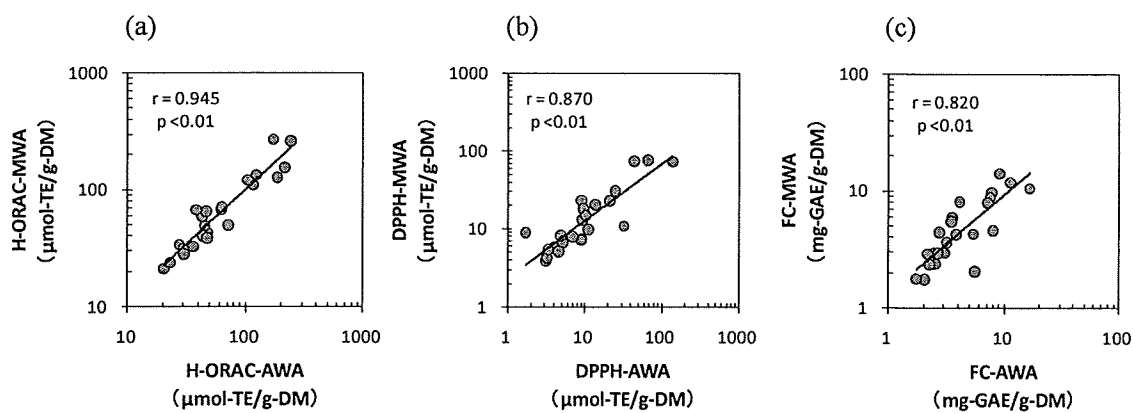 (a)
1000
r = 0.945
p <0.01
H-ORAC-MWA
(μmol-TE/g-DM)
100
10
10
100
1000
H-ORAC-AWA
(μmol-TE/g-DM)
(b)
1000
r = 0.870
p <0.01
DPPH-MWA
(μmol-TE/g-DM)
100
10
1
1
10
100
1000
DPPH-AWA
(μmol-TE/g-DM)
(c)
100
r = 0.820
p <0.01
FC-MWA
(mg-GAE/g-DM)
10
1
1
10
100
FC-AWA
(mg-GAE/g-DM)